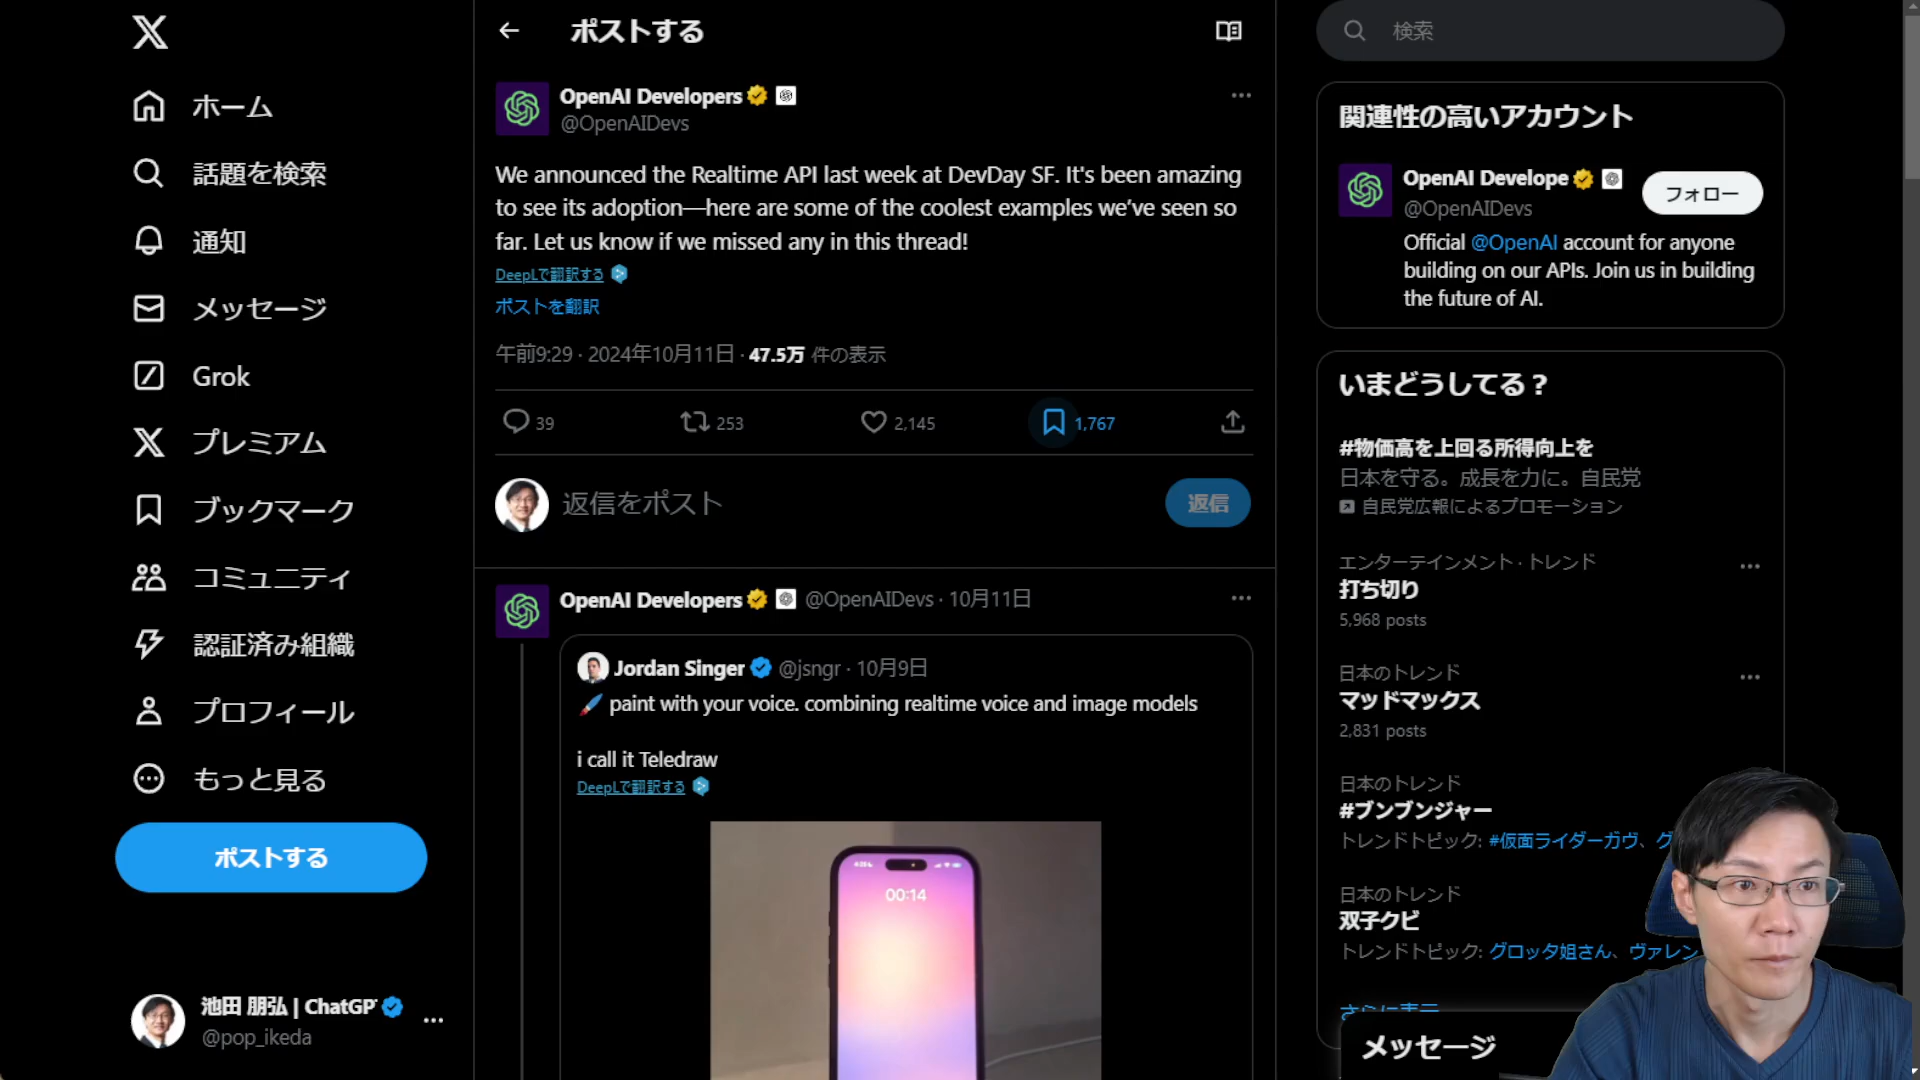 ホーム
話題を検索
通知
メッセージ
Grok
プレミアム
ブックマーク
コミュニティ
認証済み組織
プロフィール
もっと見る
ポストする
池田 朋弘 | ChatGP
@pop_ikeda
ポストする
OpenAI Developers
@OpenAIDevs
We announced the Realtime API last week at DevDay SF. It's been amazing
to see its adoption—here are some of the coolest examples we've seen so
far. Let us know if we missed any in this thread!
DeepLで翻訳する
ポストを翻訳
午前9:29 · 2024年10月11日 · 47.5万 件の表示
39 253 2,145 1,767
返信をポスト
返信
OpenAI Developers @OpenAIDevs · 10月11日
Jordan Singer @jsngr · 10月9日
paint with your voice. combining realtime voice and image models
i call it Teledraw
DeepLで翻訳する
00:14
検索
関連性の高いアカウント
OpenAI Develope
@OpenAIDevs
フォロー
Official @OpenAI account for anyone
building on our APIs. Join us in building
the future of AI.
いまどうしてる？
#物価高を上回る所得向上を
日本を守る。成長を力に。自民党
自民党広報によるプロモーション
エンターテインメント · トレンド
打ち切り
5,968 posts
日本のトレンド
マッドマックス
2,831 posts
日本のトレンド
#ブンブンジャー
トレンドトピック: #仮面ライダーガヴ、グ
日本のトレンド
双子クビ
トレンドトピック: グロッタ姐さん、ヴァレン
さらに表示
メッセージ